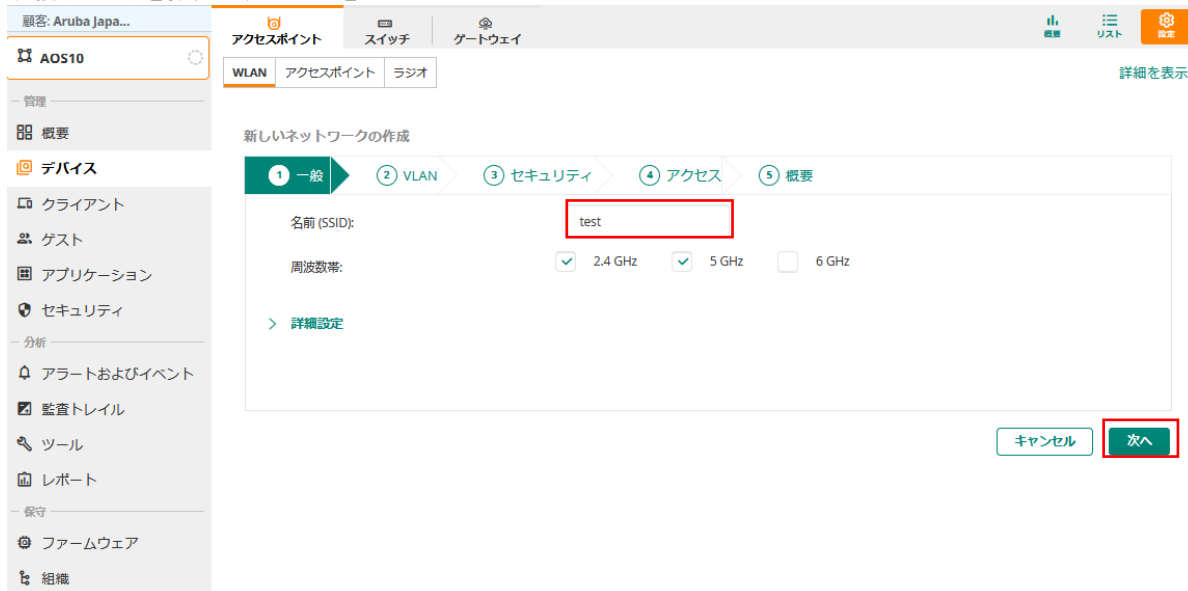 顧客: Aruba Japa...
アクセスポイント
スイッチ
ゲートウェイ
概要
リスト
設定
AOS10
WLAN
アクセスポイント
ラジオ
詳細を表示
管理
概要
デバイス
クライアント
ゲスト
アプリケーション
セキュリティ
分析
アラートおよびイベント
監査トレイル
ツール
レポート
保守
ファームウェア
組織
新しいネットワークの作成
1 一般
2 VLAN
3 セキュリティ
4 アクセス
5 概要
名前 (SSID): test
周波数帯: 2.4 GHz 5 GHz 6 GHz
詳細設定
キャンセル
次へ